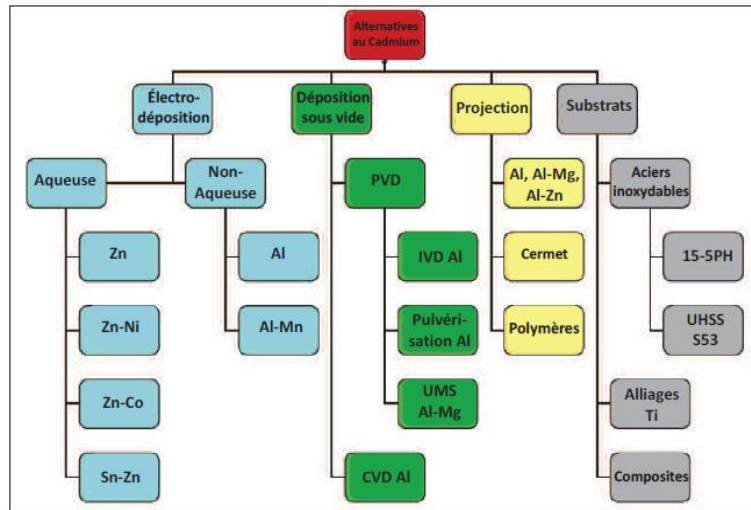 Alternatives
au Cadmium
Électro-
déposition
Déposition
sous vide
Projection
Substrats
Aqueuse
Non-
Aqueuse
PVD
Al, Al-Mg,
Al-Zn
Aciers
inoxydables
Zn
Al
IVD Al
Cermet
15-5PH
Zn-Ni
Al-Mn
Pulvéri-
sation Al
Polymères
UHSS
S53
Zn-Co
UMS
Al-Mg
Alliages
Ti
Sn-Zn
CVD Al
Composites